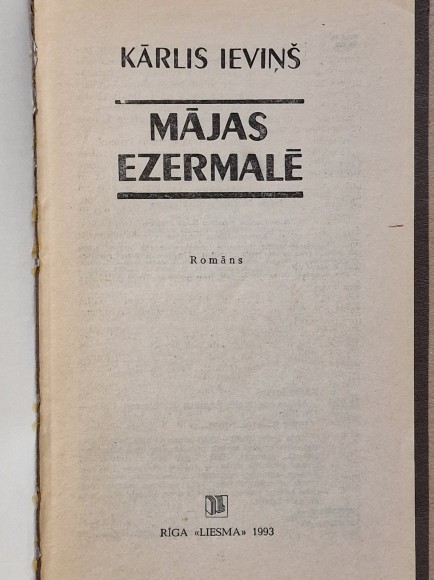 KĀRLIS IEVIŅŠ
MĀJAS
EZERMALĒ
Romāns
RĪGA «LIESMA» 1993